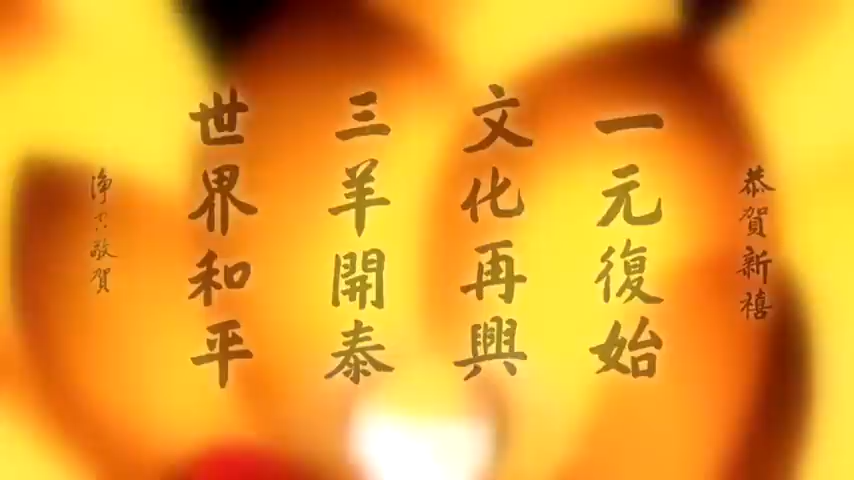 恭賀新禧
一元復始
文化再興
三羊開泰
世界和平
淨空敬賀